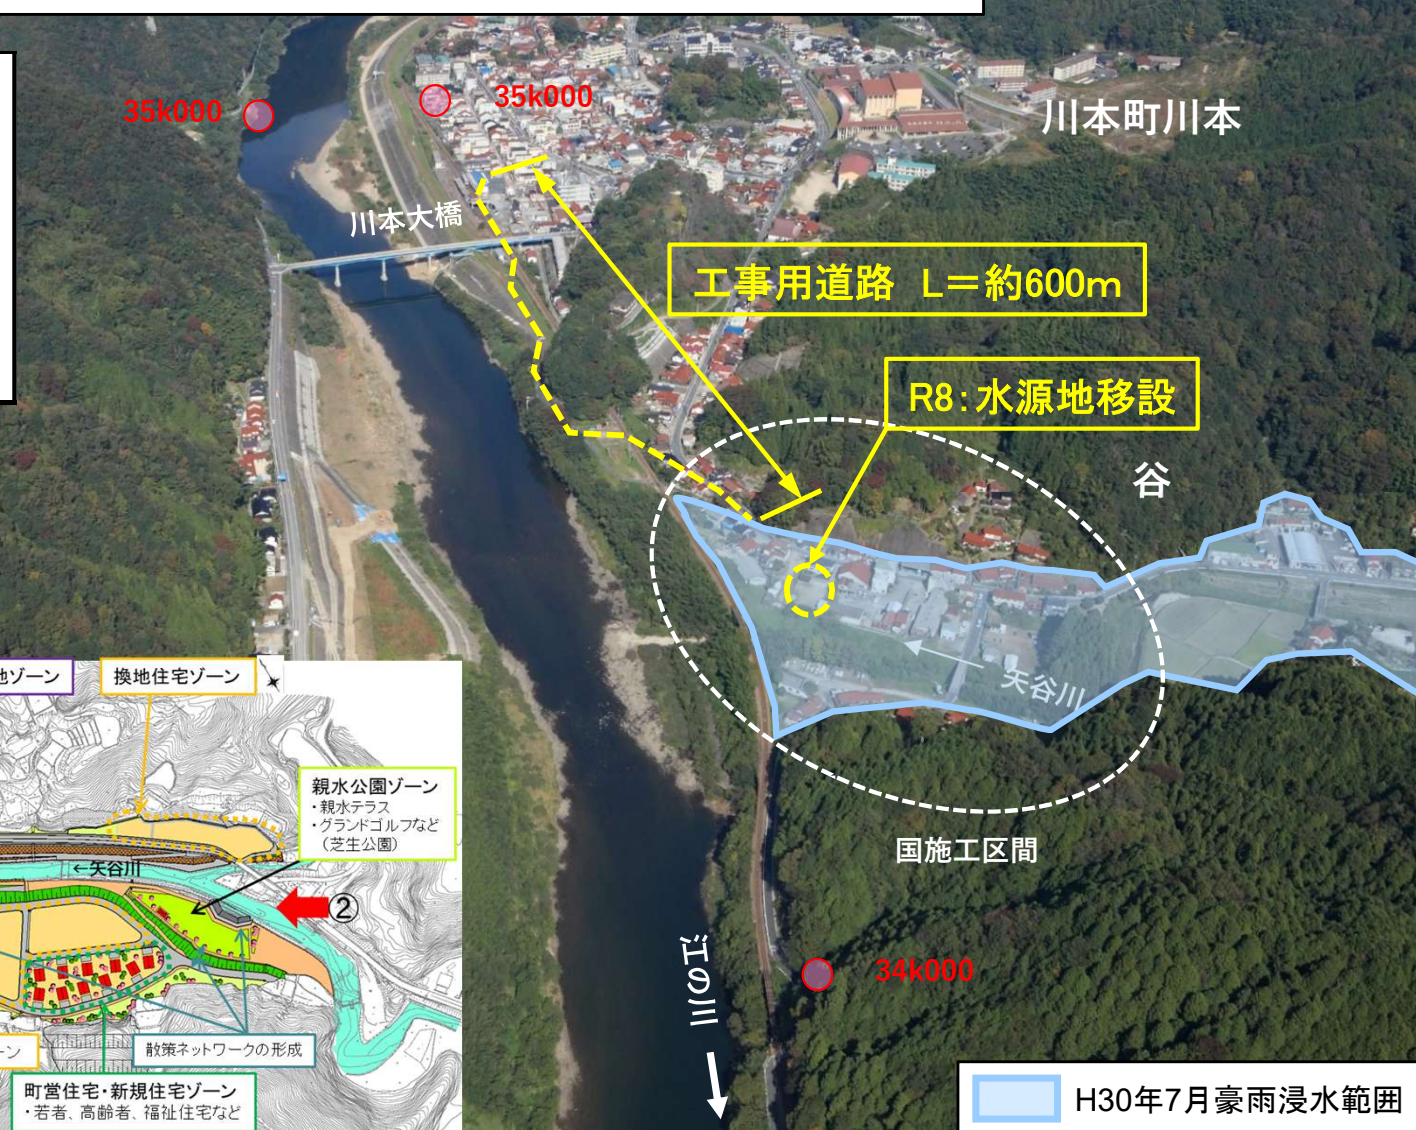 35k000
35k000
川本町川本
川本大橋
工事用道路　L＝約600m
R8：水源地移設
谷
矢谷川
国施工区間
江の川
34k000
H30年7月豪雨浸水範囲
地ゾーン
換地住宅ゾーン
親水公園ゾーン
・親水テラス
・グランドゴルフなど
（芝生公園）
←矢谷川
②
ーン
散策ネットワークの形成
町営住宅・新規住宅ゾーン
・若者、高齢者、福祉住宅など